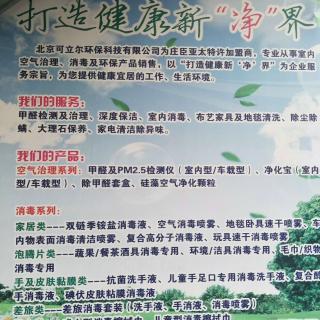 打造健康新“净”界
北京可立尔环保科技有限公司为庄臣亚太特许加盟商,专业从事室内
空气治理、消毒及环保产品销售,以“打造健康新‘净’界”为企业服
务宗旨,为您提供健康宜居的工作、生活环境。
我们的服务:
甲醛检测及治理、深度保洁、室内消毒、布艺家具及地毯清洗、除尘除
螨、大理石保养、家电清洁除异味。
我们的产品:
空气治理系列:甲醛及PM2.5检测仪(室内型/车载型)、净化宝(室内
型/车载型)、除甲醛套盒、硅藻空气净化颗粒
消毒系列:
家居类---双链季铵盐消毒液、空气消毒喷雾、地毯卧具速干喷雾、车
内物表面消毒清洁喷雾、复合高分子消毒液、玩具速干消毒喷雾
泡腾片类---蔬果/餐茶酒具消毒专用、环境/洁具消毒专用、毛巾/织物
消毒专用
手及皮肤黏膜类---抗菌洗手液、儿童手足口专用消毒洗手液、复合醇
手消毒液、碘伏皮肤黏膜消毒液
差旅类---差旅消毒套装(洗手液、手消液、消毒喷雾)